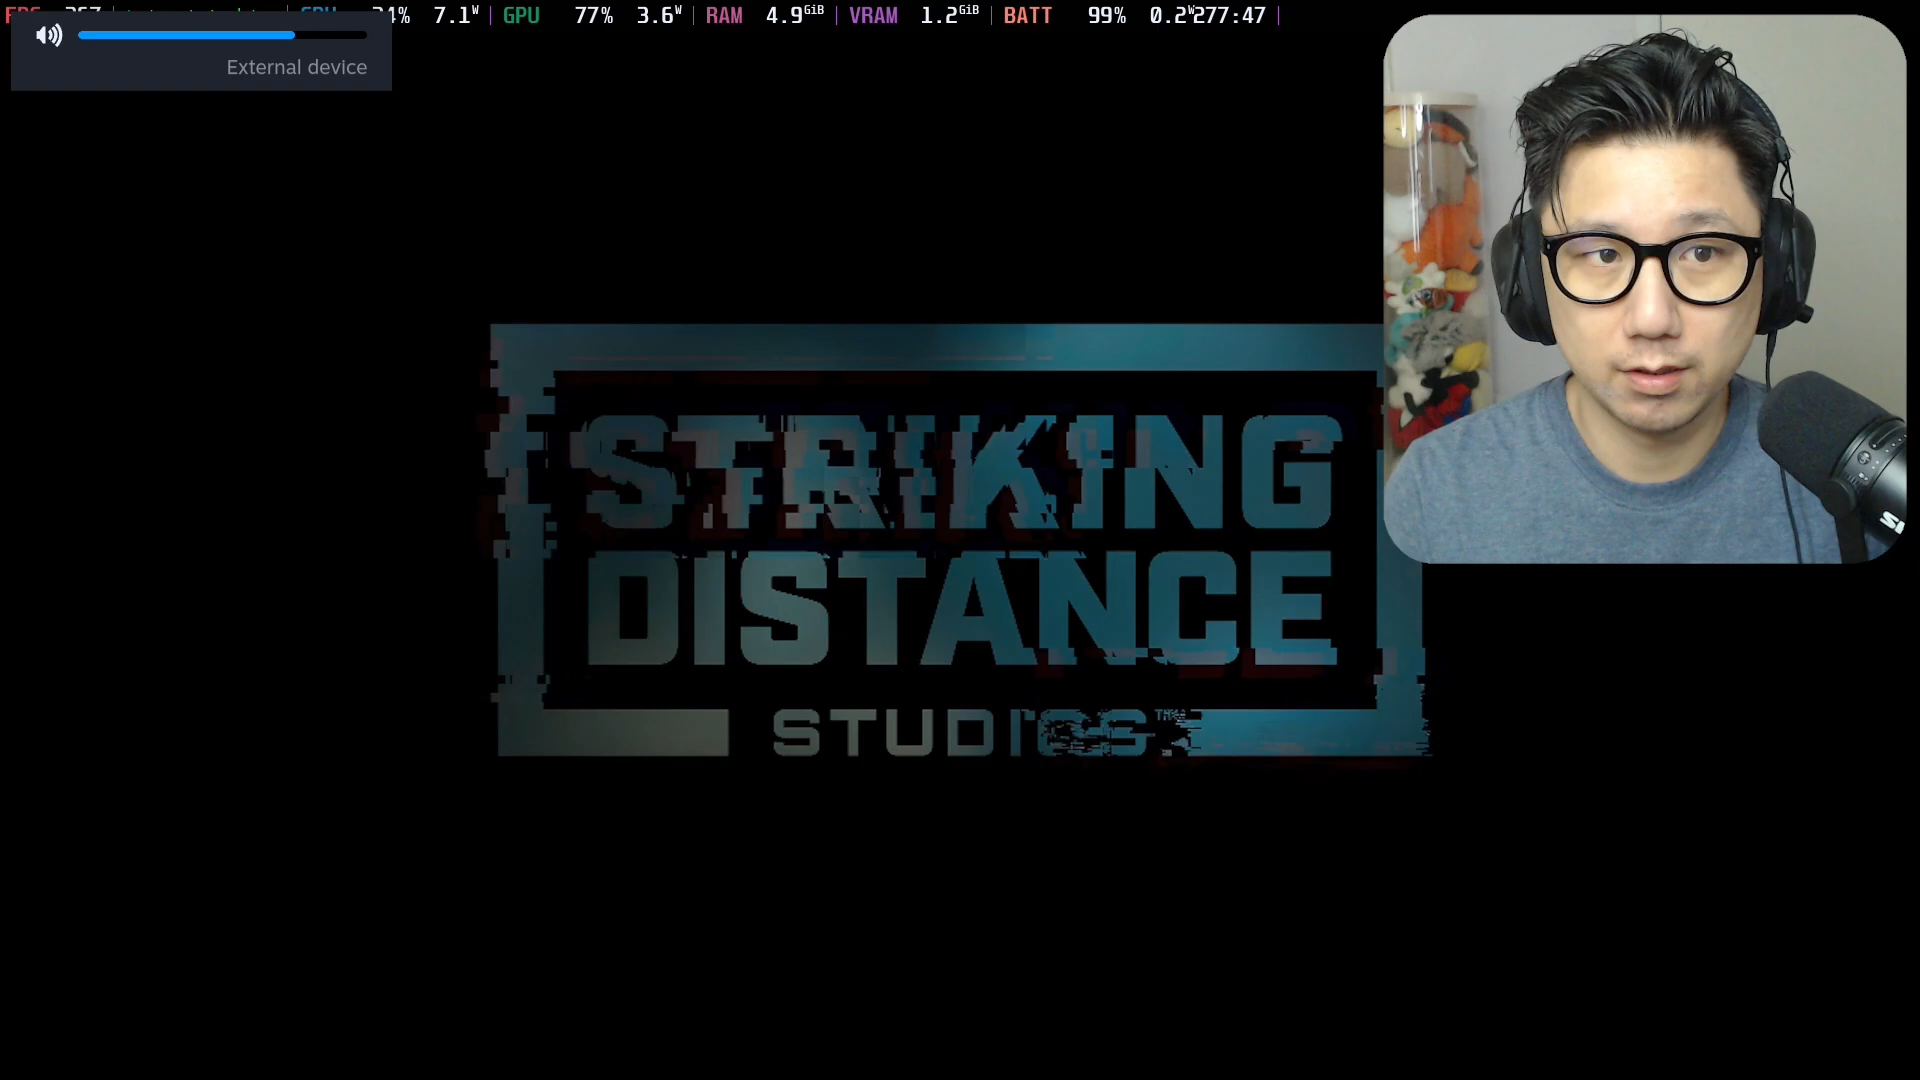 34% 7.1W | GPU 77% 3.6W | RAM 4.9GiB | VRAM 1.2GiB | BATT 99% 0.2W 277:47 |
External device
STRIKING
DISTANCE
STUDIOS